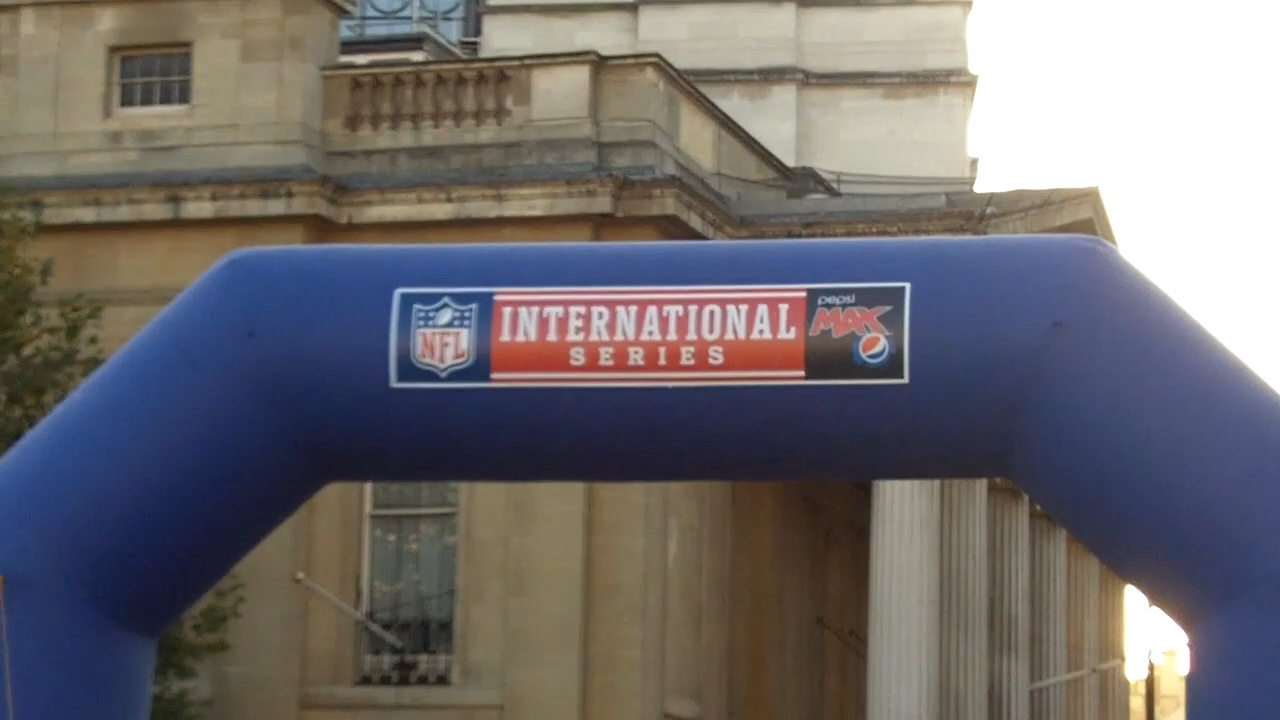 NFL
INTERNATIONAL
SERIES
pepsi
MAX